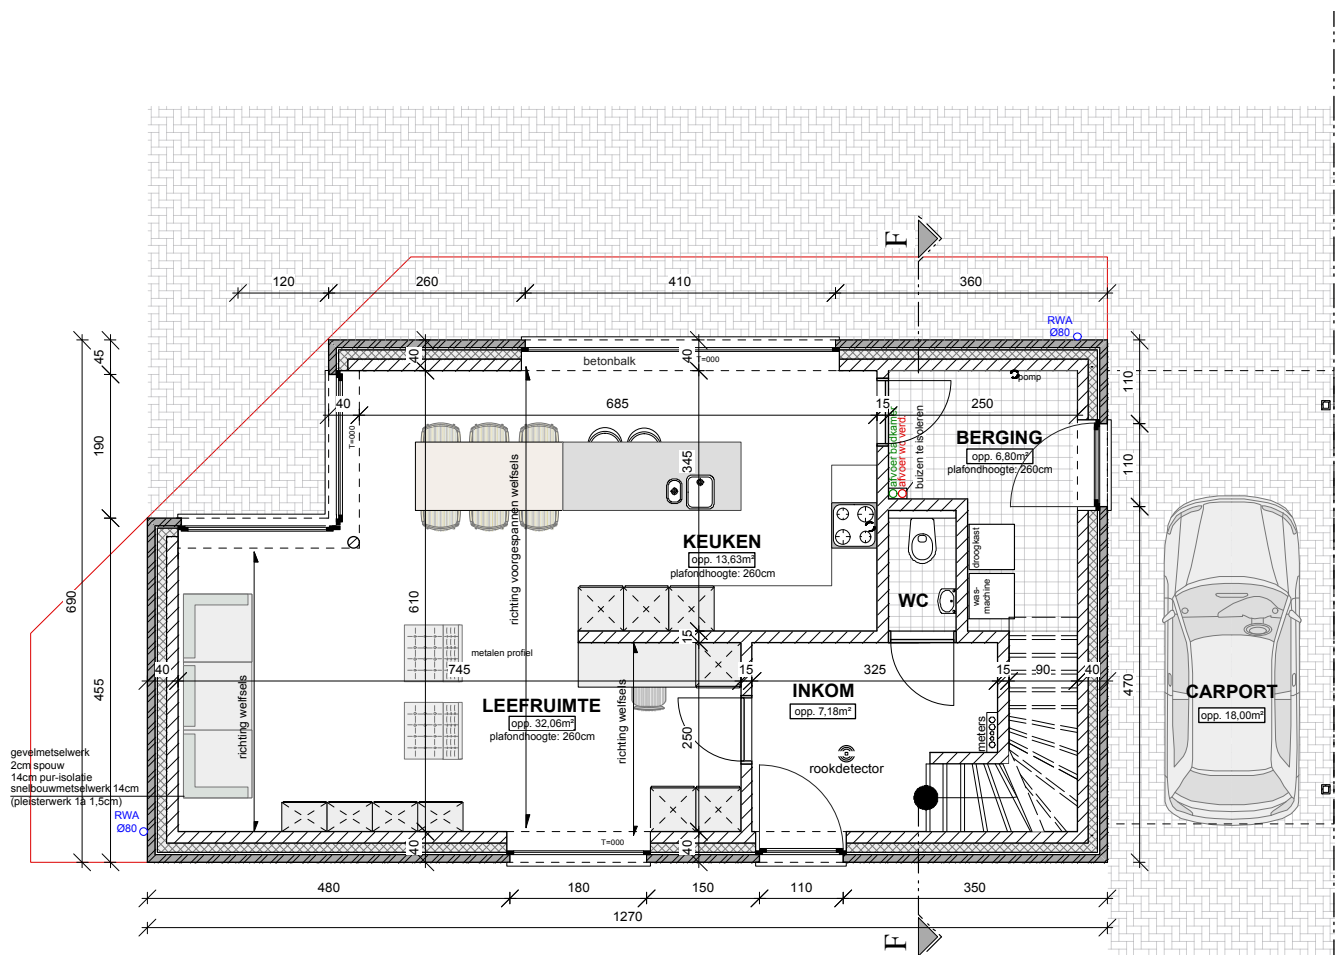 F
120
260
410
360
RWA
Ø80
45
40
betonbalk
40
T=000
pomp
110
40
685
15
250
190
T=000
345
afvoer badkamer
afvoer wc verd.
buizen te isoleren
BERGING
opp. 6,80m²
plafondhoogte: 260cm
110
richting voorgespannen welfsels
KEUKEN
opp. 13,63m²
plafondhoogte: 260cm
droogkast
was-
machine
WC
690
610
15
metalen profiel
40
745
15
325
15
90
40
455
470
richting welfsels
richting welfsels
LEEFRUIMTE
opp. 32,06m²
plafondhoogte: 260cm
250
INKOM
opp. 7,18m²
meters
rookdetector
CARPORT
opp. 18,00m²
gevelmetselwerk
2cm spouw
14cm pur-isolatie
snelbouwmetselwerk 14cm
(pleisterwerk 1à 1,5cm)
RWA
Ø80
40
T=000
40
480
180
150
110
350
1270
F